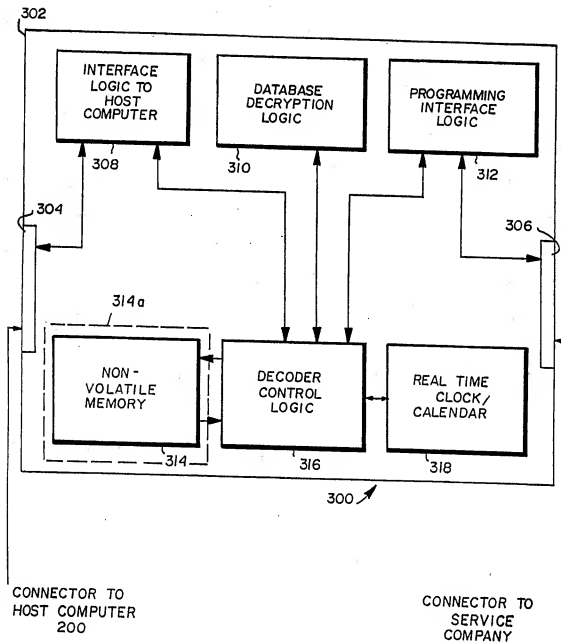 302
INTERFACE
LOGIC TO
HOST
COMPUTER
308
DATABASE
DECRYPTION
LOGIC
310
PROGRAMMING
INTERFACE
LOGIC
312
304
306
314a
NON-
VOLATILE
MEMORY
314
DECODER
CONTROL
LOGIC
316
REAL TIME
CLOCK/
CALENDAR
318
300
CONNECTOR TO
HOST COMPUTER
200
CONNECTOR TO
SERVICE
COMPANY